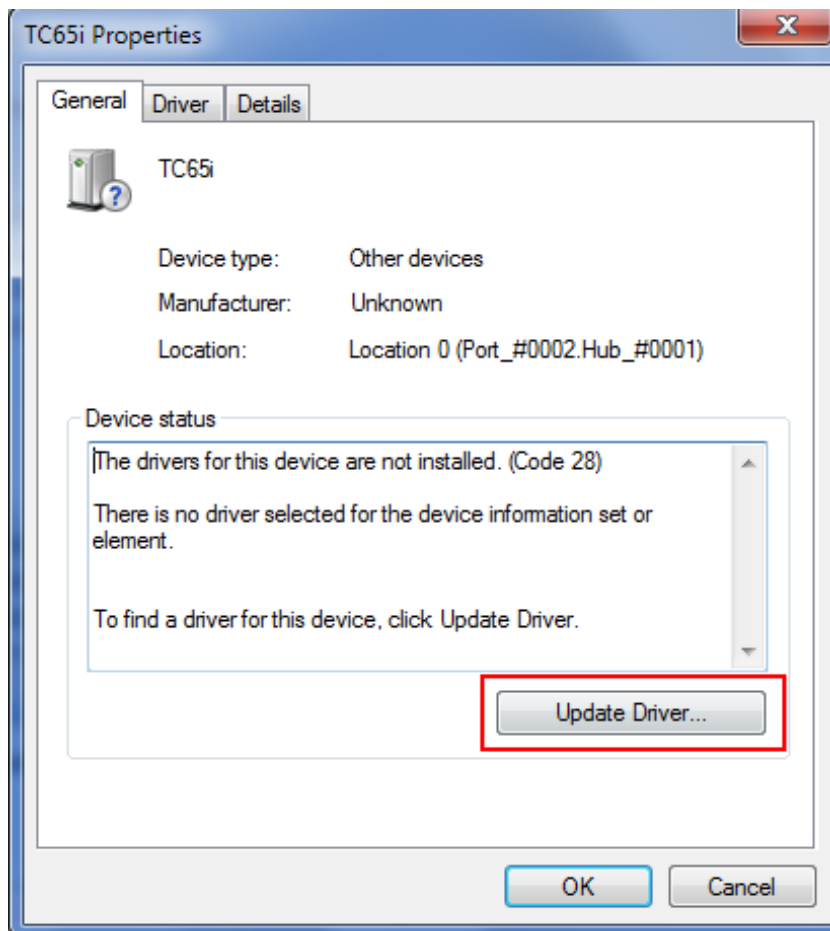 TC65i Properties
General Driver Details
TC65i
Device type: Other devices
Manufacturer: Unknown
Location: Location 0 (Port_#0002.Hub_#0001)
Device status
The drivers for this device are not installed. (Code 28)
There is no driver selected for the device information set or
element.
To find a driver for this device, click Update Driver.
Update Driver...
OK Cancel